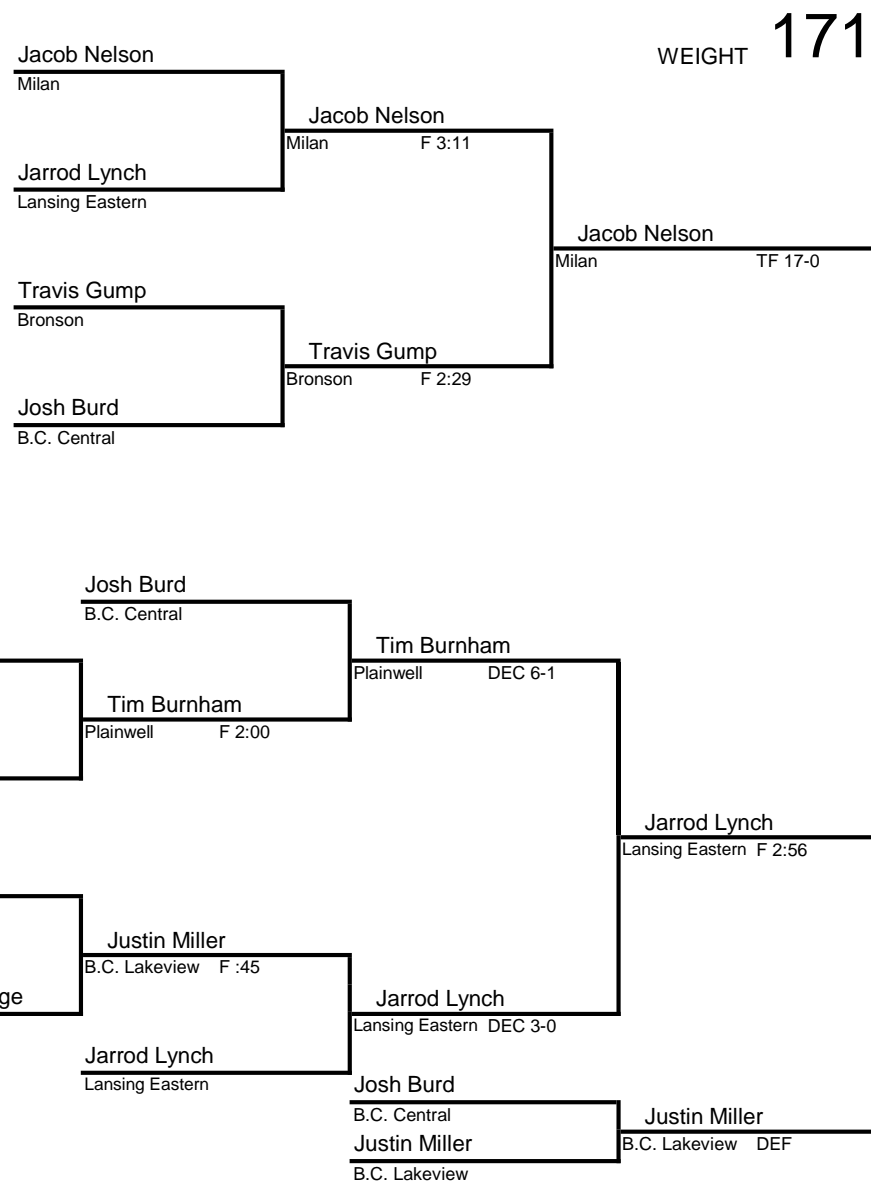 WEIGHT 171
Jacob Nelson
Milan
Jacob Nelson
Milan F 3:11
Jarrod Lynch
Lansing Eastern
Jacob Nelson
Milan TF 17-0
Travis Gump
Bronson
Travis Gump
Bronson F 2:29
Josh Burd
B.C. Central
Josh Burd
B.C. Central
Tim Burnham
Plainwell DEC 6-1
Tim Burnham
Plainwell F 2:00
Jarrod Lynch
Lansing Eastern F 2:56
Justin Miller
B.C. Lakeview F :45
ge
Jarrod Lynch
Lansing Eastern DEC 3-0
Jarrod Lynch
Lansing Eastern
Josh Burd
B.C. Central
Justin Miller
B.C. Lakeview DEF
Justin Miller
B.C. Lakeview